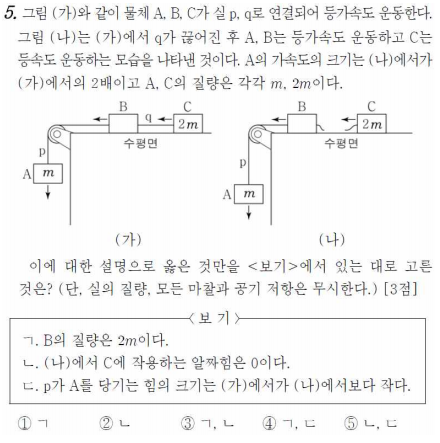 5. 그림 (가)와 같이 물체 A, B, C가 실 p, q로 연결되어 등가속도 운동한다.
그림 (나)는 (가)에서 q가 끊어진 후 A, B는 등가속도 운동하고 C는
등속도 운동하는 모습을 나타낸 것이다. A의 가속도의 크기는 (나)에서가
(가)에서의 2배이고 A, C의 질량은 각각 m, 2m이다.
B q C
2m
수평면
p
A m
(가)
B C
2m
수평면
p
A m
(나)
이에 대한 설명으로 옳은 것만을 <보기>에서 있는 대로 고른
것은? (단, 실의 질량, 모든 마찰과 공기 저항은 무시한다.) [3점]
<보 기>
ㄱ. B의 질량은 2m이다.
ㄴ. (나)에서 C에 작용하는 알짜힘은 0이다.
ㄷ. p가 A를 당기는 힘의 크기는 (가)에서가 (나)에서보다 작다.
① ㄱ ② ㄴ ③ ㄱ, ㄴ ④ ㄱ, ㄷ ⑤ ㄴ, ㄷ